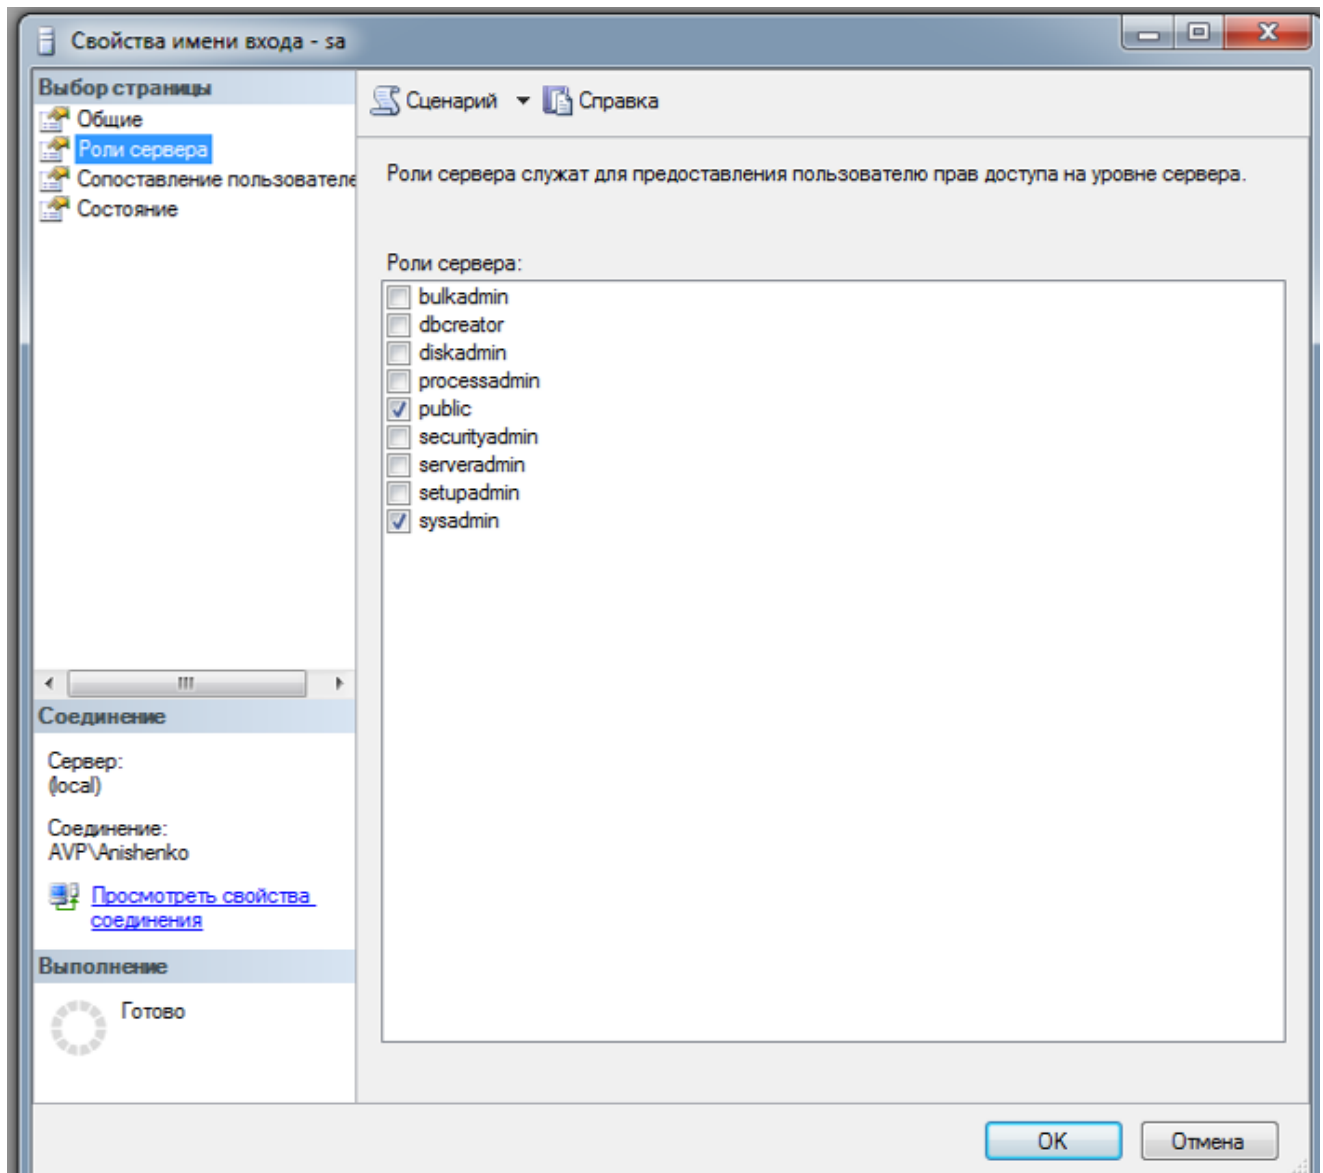 Свойства имени входа - sa
Выбор страницы
Общие
Роли сервера
Сопоставление пользователе
Состояние
Сценарий
Справка
Роли сервера служат для предоставления пользователю прав доступа на уровне сервера.
Роли сервера:
bulkadmin
dbcreator
diskadmin
processadmin
public
securityadmin
serveradmin
setupadmin
sysadmin
Соединение
Сервер:
(local)
Соединение:
AVP\Anishenko
Просмотреть свойства
соединения
Выполнение
Готово
OK
Отмена